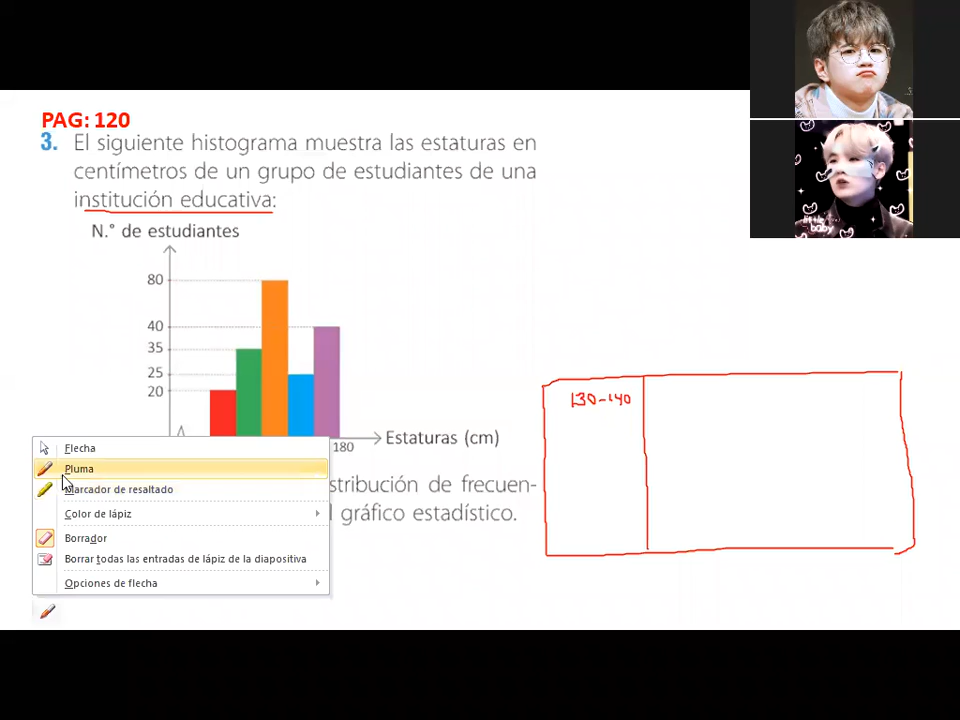 PAG: 120
3. El siguiente histograma muestra las estaturas en
centímetros de un grupo de estudiantes de una
institución educativa:
N.° de estudiantes
80
40
35
25
20
180
Estaturas (cm)
130-140
stribución de frecuen-
l gráfico estadístico.
Flecha
Pluma
Marcador de resaltado
Color de lápiz
Borrador
Borrar todas las entradas de lápiz de la diapositiva
Opciones de flecha
little
baby